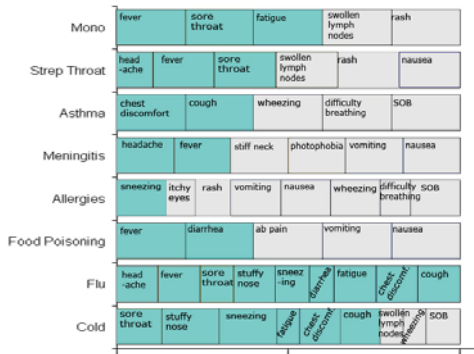 Mono
fever
sore
throat
fatigue
swollen
lymph
nodes
rash
Strep Throat
head
-ache
fever
sore
throat
swollen
lymph
nodes
rash
nausea
Asthma
chest
discomfort
cough
wheezing
difficulty
breathing
SOB
Meningitis
headache
fever
stiff neck
photophobia
vomiting
nausea
Allergies
sneezing
itchy
eyes
rash
vomiting
nausea
wheezing
difficulty
breathing
SOB
Food Poisoning
fever
diarrhea
ab pain
vomiting
nausea
Flu
head
-ache
fever
sore
throat
stuffy
nose
sneez
-ing
diarrhea
fatigue
chest
discomf.
cough
Cold
sore
throat
stuffy
nose
sneezing
fatigue
chest
discomf.
cough
swollen
lymph
nodes
wheezing
SOB